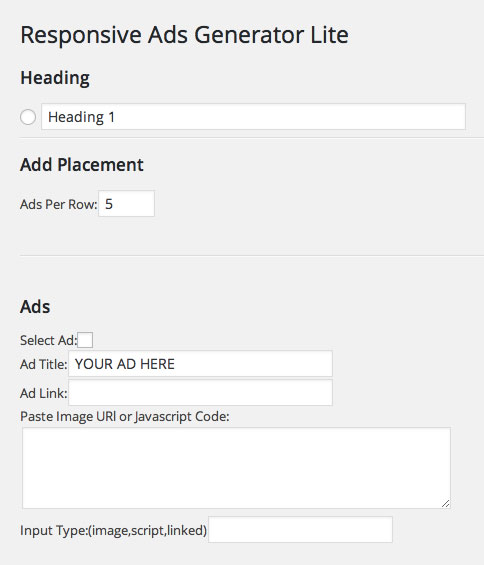 Responsive Ads Generator Lite
Heading
Heading 1
Add Placement
Ads Per Row: 5
Ads
Select Ad:
Ad Title: YOUR AD HERE
Ad Link:
Paste Image URl or Javascript Code:
Input Type:(image,script,linked)